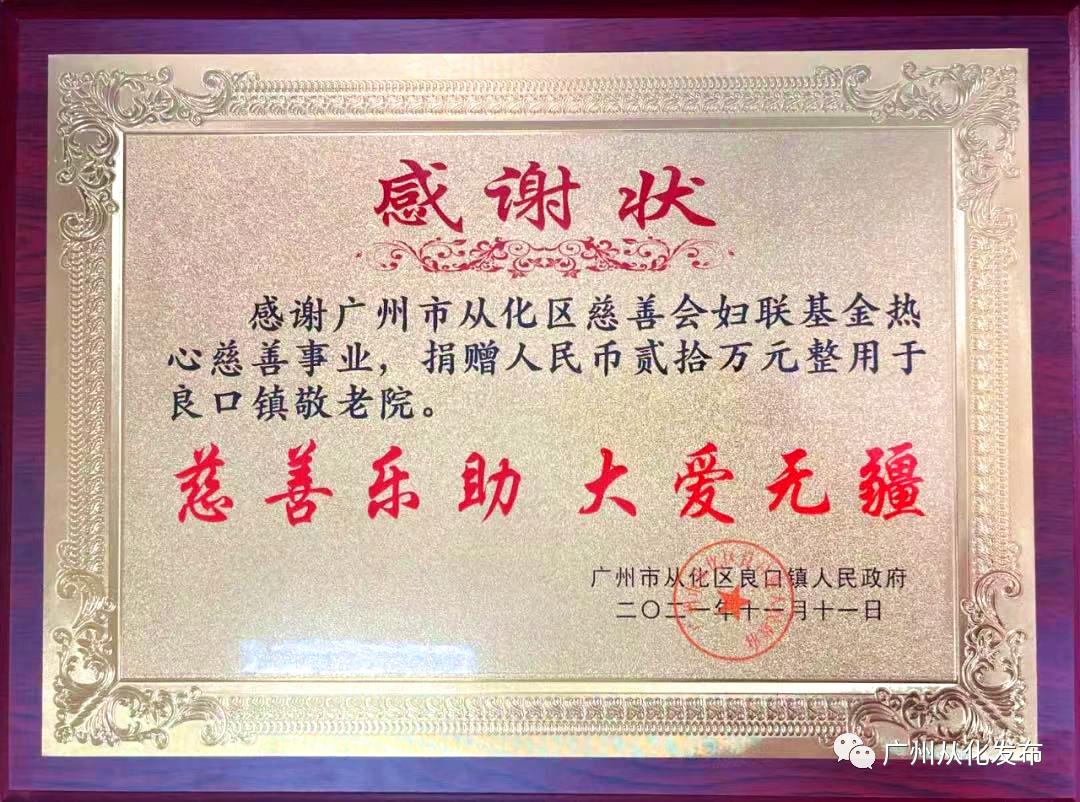 感谢状
感谢广州市从化区慈善会妇联基金热
心慈善事业，捐赠人民币贰拾万元整用于
良口镇敬老院。
慈善乐助 大爱无疆
广州市从化区良口镇人民政府
二〇二一年十一月十一日
广州从化发布